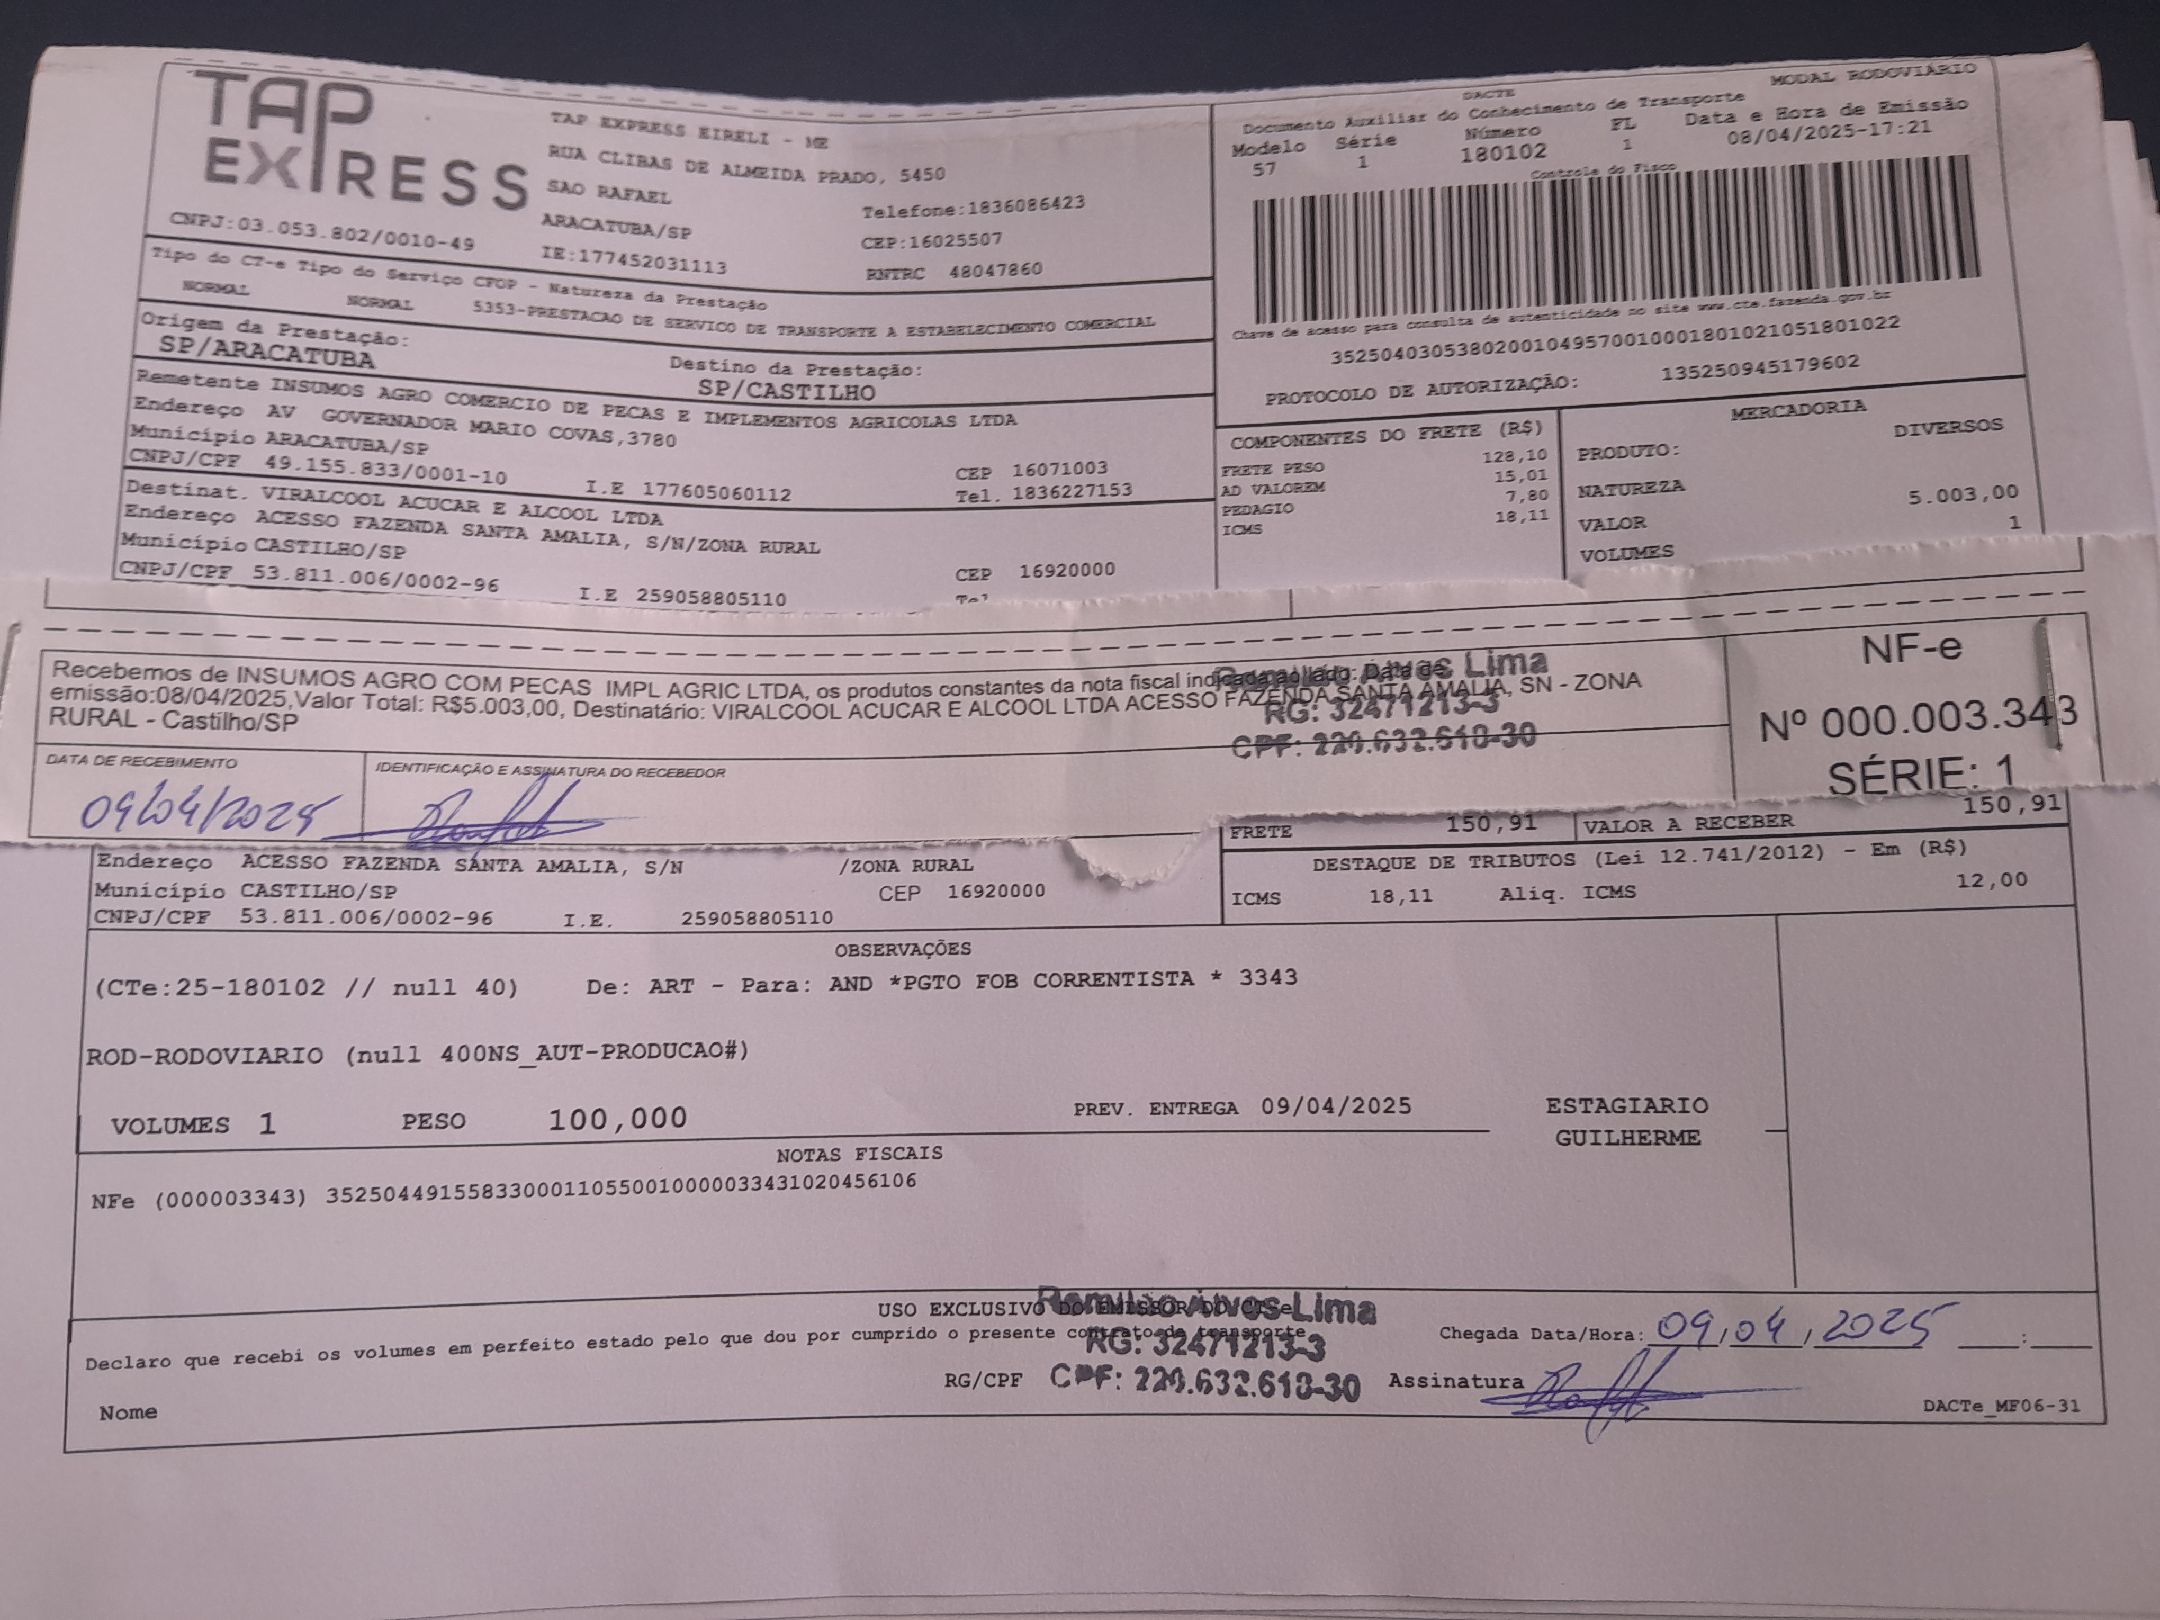 TAP
EXPRESS
TAP EXPRESS EIRELI - ME
RUA CLIBAS DE ALMEIDA PRADO, 5450
SAO RAFAEL
ARACATUBA/SP
Telefone:1836086423
CEP:16025507
CNPJ:03.053.802/0010-49
IE:177452031113
RNTRC 48047860
DACTE
MODAL RODOVIÁRIO
Documento Auxiliar do Conhecimento de Transporte
Modelo Série Número FL Data e Hora de Emissão
57 1 180102 1 08/04/2025-17:21
Controle do Fisco
Chave de acesso para consulta de autenticidade no site www.cte.fazenda.gov.br
35250403053802001049570010001801021051801022
PROTOCOLO DE AUTORIZAÇÃO: 135250945179602
Tipo do CT-e Tipo do Serviço CFOP - Natureza da Prestação
NORMAL NORMAL 5353-PRESTACAO DE SERVICO DE TRANSPORTE A ESTABELECIMENTO COMERCIAL
Origem da Prestação:
SP/ARACATUBA
Destino da Prestação:
SP/CASTILHO
Remetente INSUMOS AGRO COMERCIO DE PECAS E IMPLEMENTOS AGRICOLAS LTDA
Endereço AV GOVERNADOR MARIO COVAS,3780
Município ARACATUBA/SP CEP 16071003
CNPJ/CPF 49.155.833/0001-10 I.E 177605060112 Tel. 1836227153
Destinat. VIRALCOOL ACUCAR E ALCOOL LTDA
Endereço ACESSO FAZENDA SANTA AMALIA, S/N/ZONA RURAL
Município CASTILHO/SP CEP 16920000
CNPJ/CPF 53.811.006/0002-96 I.E 259058805110 Tel
COMPONENTES DO FRETE (R$)
FRETE PESO 128,10
AD VALOREM 15,01
PEDAGIO 7,80
ICMS 18,11
MERCADORIA
PRODUTO: DIVERSOS
NATUREZA
VALOR 5.003,00
VOLUMES 1
Recebemos de INSUMOS AGRO COM PECAS IMPL AGRIC LTDA, os produtos constantes da nota fiscal indicada ao lado: Data de
emissão:08/04/2025,Valor Total: R$5.003,00, Destinatário: VIRALCOOL ACUCAR E ALCOOL LTDA ACESSO FAZENDA SANTA AMALIA, SN - ZONA
RURAL - Castilho/SP
Alves Lima
RG: 32471213-3
CPF: 220.632.618-30
NF-e
Nº 000.003.343
SÉRIE: 1
DATA DE RECEBIMENTO
09/04/2025
IDENTIFICAÇÃO E ASSINATURA DO RECEBEDOR
FRETE 150,91 VALOR A RECEBER 150,91
Endereço ACESSO FAZENDA SANTA AMALIA, S/N /ZONA RURAL
Município CASTILHO/SP CEP 16920000
CNPJ/CPF 53.811.006/0002-96 I.E. 259058805110
DESTAQUE DE TRIBUTOS (Lei 12.741/2012) - Em (R$)
ICMS 18,11 Aliq. ICMS 12,00
OBSERVAÇÕES
(CTe:25-180102 // null 40) De: ART - Para: AND *PGTO FOB CORRENTISTA * 3343
ROD-RODOVIARIO (null 400NS_AUT-PRODUCAO#)
VOLUMES 1 PESO 100,000 PREV. ENTREGA 09/04/2025
ESTAGIARIO
GUILHERME
NOTAS FISCAIS
NFe (000003343) 35250449155833000110550010000033431020456106
USO EXCLUSIVO DO EMISSOR DO CT-e
Declaro que recebi os volumes em perfeito estado pelo que dou por cumprido o presente contrato de transporte
Alves Lima
RG: 32471213-3
CPF: 220.632.618-30
Chegada Data/Hora: 09/04/2025 :
Nome
RG/CPF
Assinatura
DACTe_MF06-31